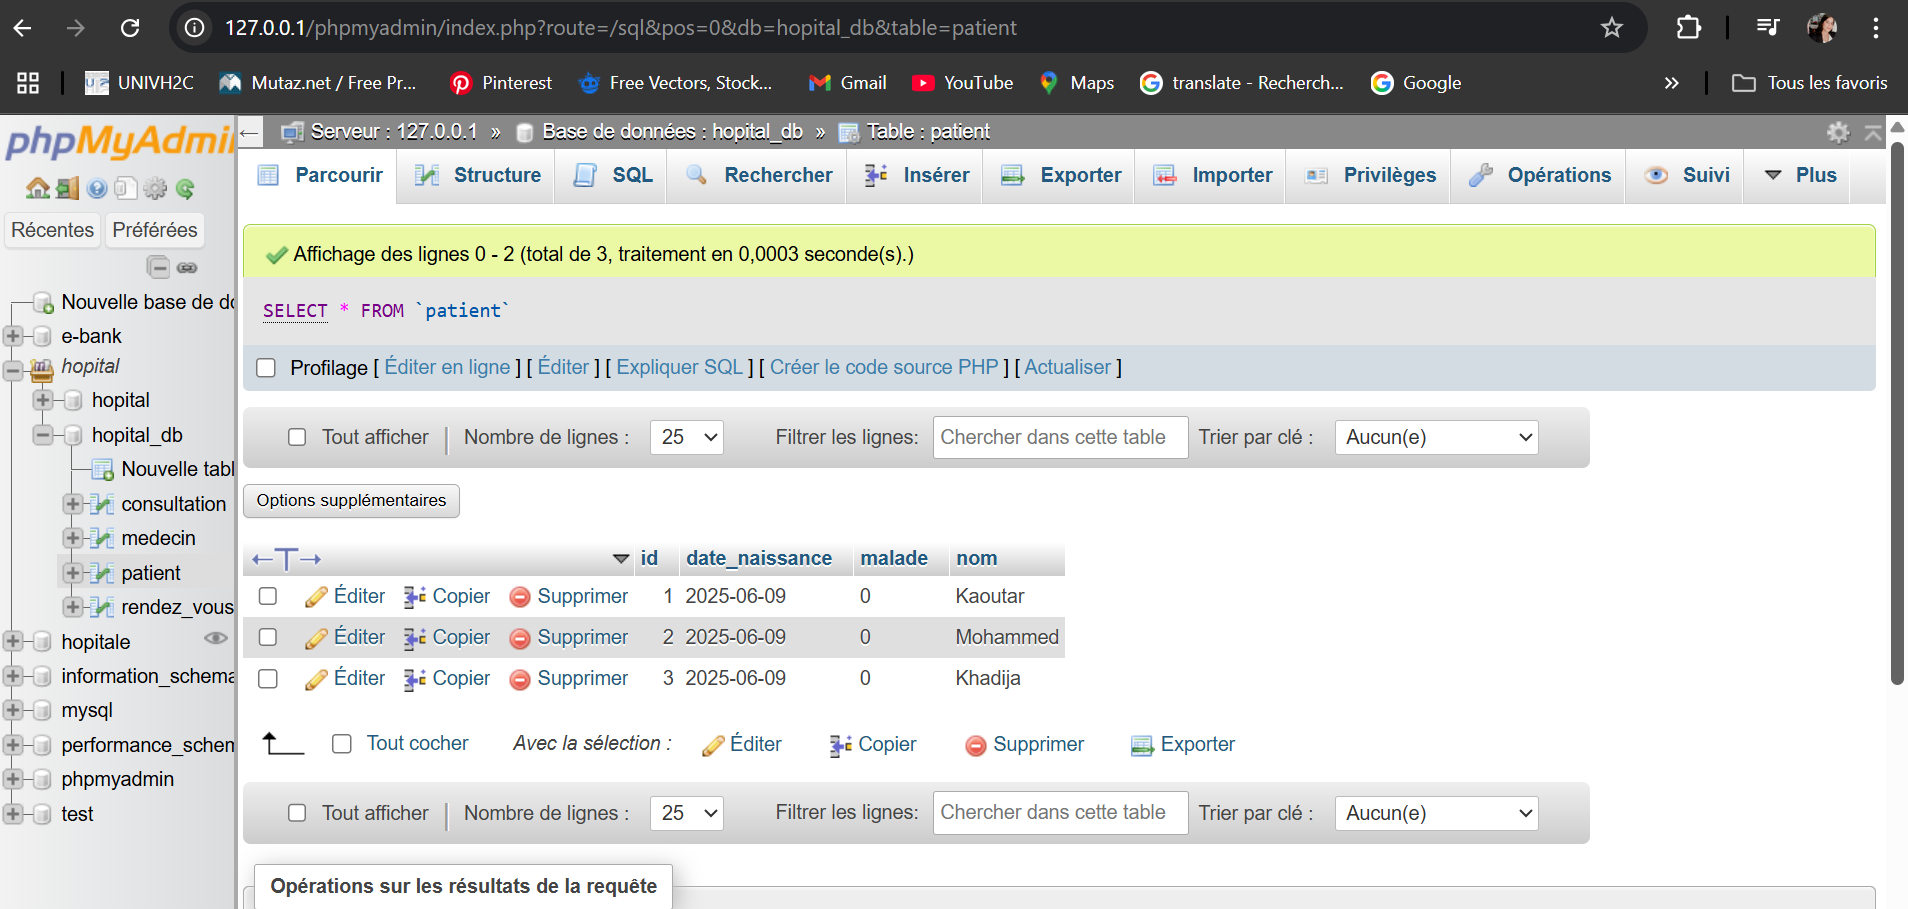 127.0.0.1/phpmyadmin/index.php?route=/sql&pos=0&db=hopital_db&table=patient
UNIVH2C Mutaz.net / Free Pr... Pinterest Free Vectors, Stock... Gmail YouTube Maps translate - Recherch... Google » Tous les favoris
phpMyAdmin
Récentes Préférées
Nouvelle base de do
e-bank
hopital
hopital
hopital_db
Nouvelle tabl
consultation
medecin
patient
rendez_vous
hopitale
information_schema
mysql
performance_schem
phpmyadmin
test
Serveur : 127.0.0.1 » Base de données : hopital_db » Table : patient
Parcourir Structure SQL Rechercher Insérer Exporter Importer Privilèges Opérations Suivi Plus
Affichage des lignes 0 - 2 (total de 3, traitement en 0,0003 seconde(s).)
SELECT * FROM `patient`
Profilage [ Éditer en ligne ] [ Éditer ] [ Expliquer SQL ] [ Créer le code source PHP ] [ Actualiser ]
Tout afficher | Nombre de lignes : 25 Filtrer les lignes: Chercher dans cette table Trier par clé : Aucun(e)
Options supplémentaires
←T→ id date_naissance malade nom
Éditer Copier Supprimer 1 2025-06-09 0 Kaoutar
Éditer Copier Supprimer 2 2025-06-09 0 Mohammed
Éditer Copier Supprimer 3 2025-06-09 0 Khadija
Tout cocher Avec la sélection : Éditer Copier Supprimer Exporter
Tout afficher | Nombre de lignes : 25 Filtrer les lignes: Chercher dans cette table Trier par clé : Aucun(e)
Opérations sur les résultats de la requête